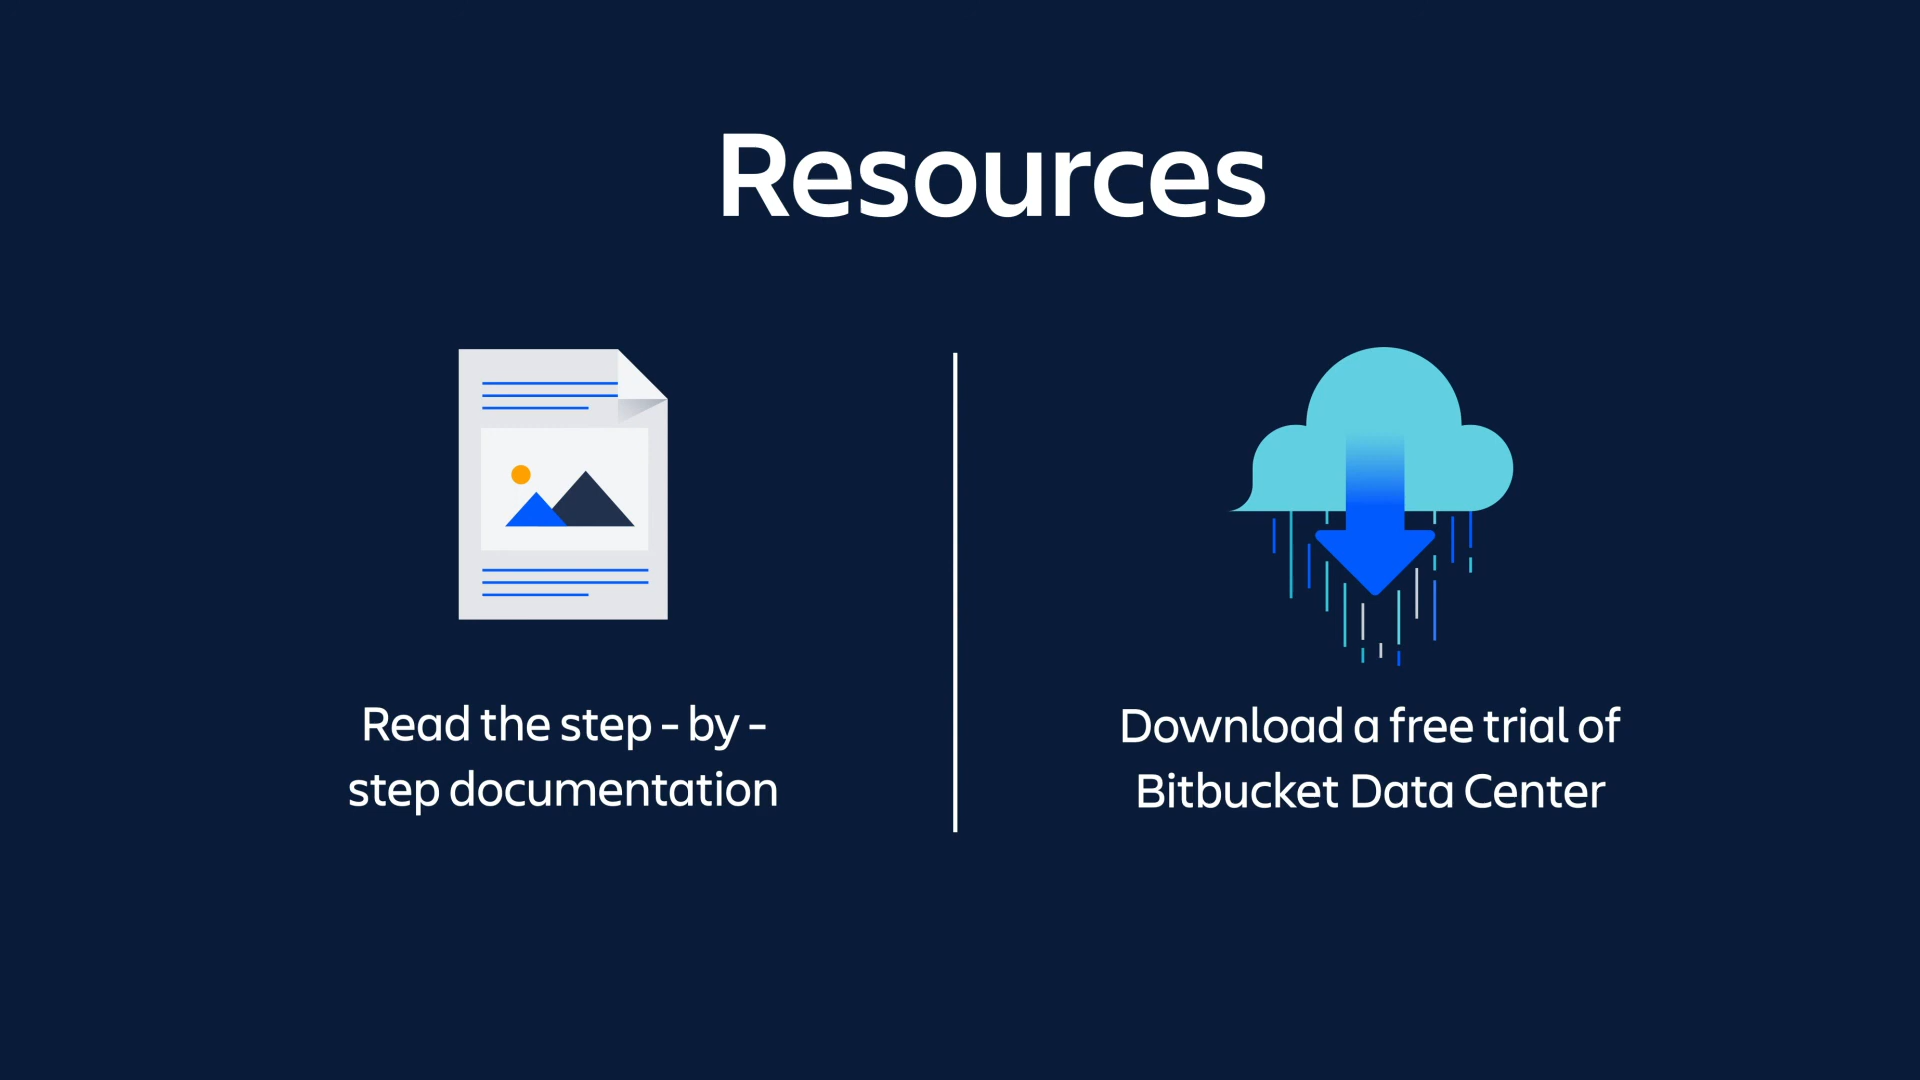 Resources
Read the step - by -
step documentation
Download a free trial of
Bitbucket Data Center